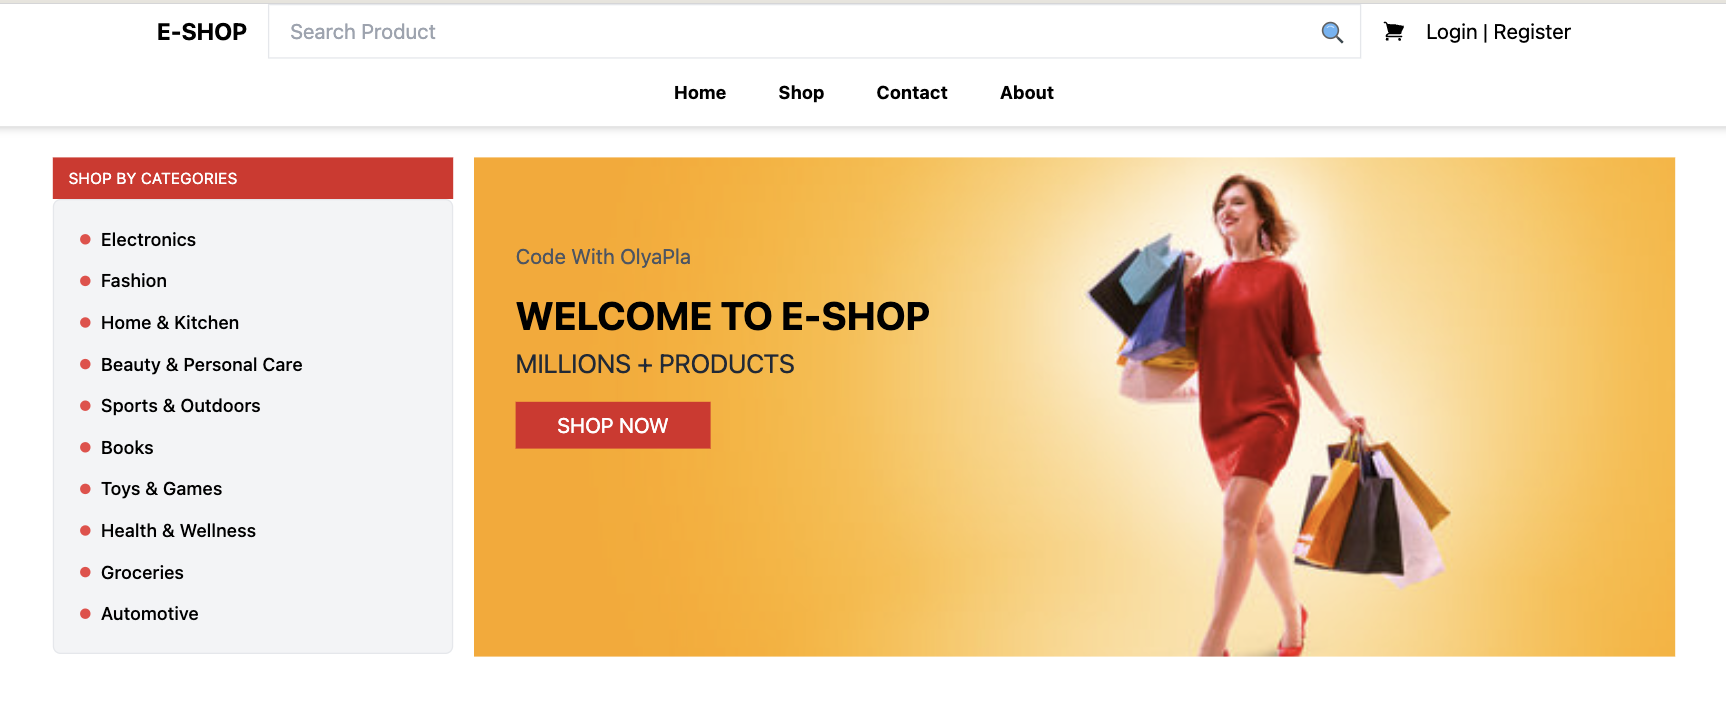 E-SHOP
Search Product
Login | Register
Home
Shop
Contact
About
SHOP BY CATEGORIES
Electronics
Fashion
Home & Kitchen
Beauty & Personal Care
Sports & Outdoors
Books
Toys & Games
Health & Wellness
Groceries
Automotive
Code With OlyaPla
WELCOME TO E-SHOP
MILLIONS + PRODUCTS
SHOP NOW